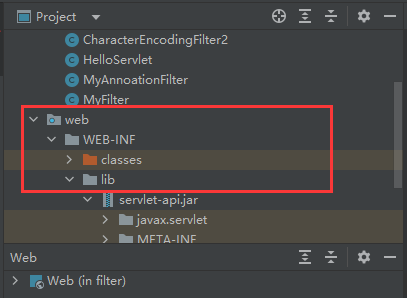 Project
CharacterEncodingFilter2
HelloServlet
MyAnnoationFilter
MyFilter
web
WEB-INF
classes
lib
servlet-api.jar
javax.servlet
META-INF
Web
Web (in filter)